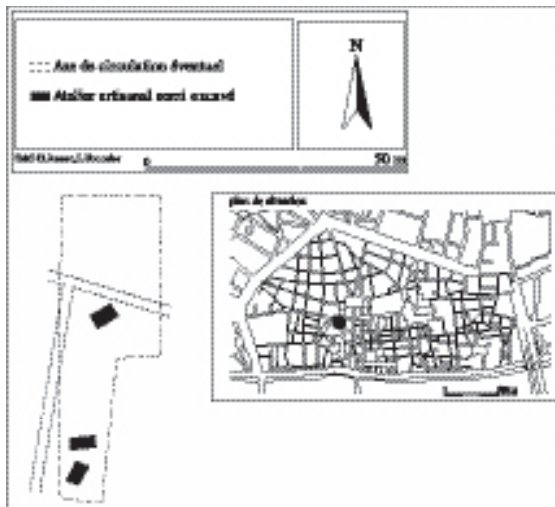 N
Axe de circulation éventuel
Atelier artisanal semi excavé
0 50 m
plan de situation